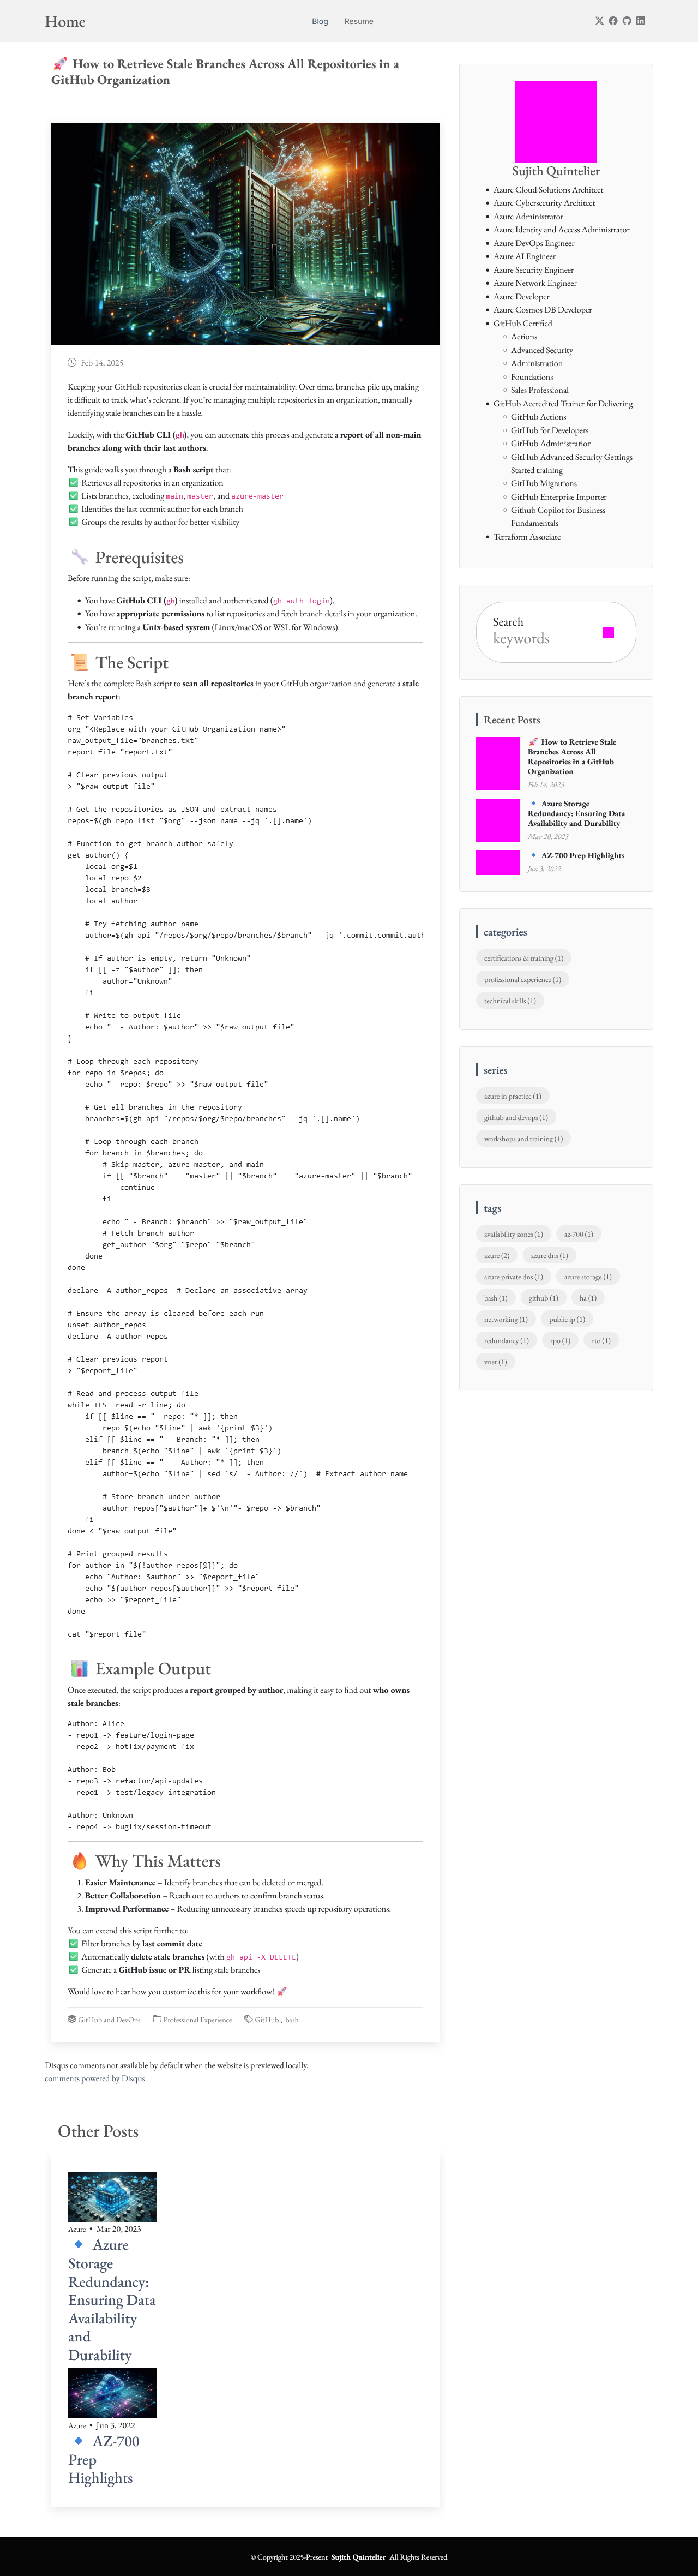 Home
Blog
Resume
🚀 How to Retrieve Stale Branches Across All Repositories in a
GitHub Organization
Feb 14, 2025
Keeping your GitHub repositories clean is crucial for maintainability. Over time, branches pile up, making
it difficult to track what's relevant. If you're managing multiple repositories in an organization, manually
identifying stale branches can be a hassle.
Luckily, with the GitHub CLI (gh), you can automate this process and generate a report of all non-main
branches along with their last authors.
This guide walks you through a Bash script that:
✅ Retrieves all repositories in an organization
✅ Lists branches, excluding main, master, and azure-master
✅ Identifies the last commit author for each branch
✅ Groups the results by author for better visibility
🔧 Prerequisites
Before running the script, make sure:
You have GitHub CLI (gh) installed and authenticated (gh auth login).
You have appropriate permissions to list repositories and fetch branch details in your organization.
You're running a Unix-based system (Linux/macOS or WSL for Windows).
📜 The Script
Here's the complete Bash script to scan all repositories in your GitHub organization and generate a stale
branch report:
# Set Variables
org="<Replace with your GitHub Organization name>"
raw_output_file="branches.txt"
report_file="report.txt"
# Clear previous output
> "$raw_output_file"
# Get the repositories as JSON and extract names
repos=$(gh repo list "$org" --json name --jq '.[].name')
# Function to get branch author safely
get_author() {
    local org=$1
    local repo=$2
    local branch=$3
    local author
    # Try fetching author name
    author=$(gh api "/repos/$org/$repo/branches/$branch" --jq '.commit.commit.auth
    # If author is empty, return "Unknown"
    if [[ -z "$author" ]]; then
        author="Unknown"
    fi
    # Write to output file
    echo "  - Author: $author" >> "$raw_output_file"
}
# Loop through each repository
for repo in $repos; do
    echo "- repo: $repo" >> "$raw_output_file"
    # Get all branches in the repository
    branches=$(gh api "/repos/$org/$repo/branches" --jq '.[].name')
    # Loop through each branch
    for branch in $branches; do
        # Skip master, azure-master, and main
        if [[ "$branch" == "master" || "$branch" == "azure-master" || "$branch" ==
            continue
        fi
        echo " - Branch: $branch" >> "$raw_output_file"
        # Fetch branch author
        get_author "$org" "$repo" "$branch"
    done
done
declare -A author_repos  # Declare an associative array
# Ensure the array is cleared before each run
unset author_repos
declare -A author_repos
# Clear previous report
> "$report_file"
# Read and process output file
while IFS= read -r line; do
    if [[ $line == "- repo: "* ]]; then
        repo=$(echo "$line" | awk '{print $3}')
    elif [[ $line == " - Branch: "* ]]; then
        branch=$(echo "$line" | awk '{print $3}')
    elif [[ $line == "  - Author: "* ]]; then
        author=$(echo "$line" | sed 's/  - Author: //')  # Extract author name
        # Store branch under author
        author_repos["$author"]+=$'\n'"- $repo -> $branch"
    fi
done < "$raw_output_file"
# Print grouped results
for author in "${!author_repos[@]}"; do
    echo "Author: $author" >> "$report_file"
    echo "${author_repos[$author]}" >> "$report_file"
    echo >> "$report_file"
done
cat "$report_file"
📊 Example Output
Once executed, the script produces a report grouped by author, making it easy to find out who owns
stale branches:
Author: Alice
- repo1 -> feature/login-page
- repo2 -> hotfix/payment-fix
Author: Bob
- repo3 -> refactor/api-updates
- repo1 -> test/legacy-integration
Author: Unknown
- repo4 -> bugfix/session-timeout
🔥 Why This Matters
1. Easier Maintenance – Identify branches that can be deleted or merged.
2. Better Collaboration – Reach out to authors to confirm branch status.
3. Improved Performance – Reducing unnecessary branches speeds up repository operations.
You can extend this script further to:
✅ Filter branches by last commit date
✅ Automatically delete stale branches (with gh api -X DELETE)
✅ Generate a GitHub issue or PR listing stale branches
Would love to hear how you customize this for your workflow! 🚀
GitHub and DevOps
Professional Experience
GitHub, bash
Disqus comments not available by default when the website is previewed locally.
comments powered by Disqus
Other Posts
Azure • Mar 20, 2023
🔹 Azure
Storage
Redundancy:
Ensuring Data
Availability
and
Durability
Azure • Jun 3, 2022
🔹 AZ-700
Prep
Highlights
Sujith Quintelier
Azure Cloud Solutions Architect
Azure Cybersecurity Architect
Azure Administrator
Azure Identity and Access Administrator
Azure DevOps Engineer
Azure AI Engineer
Azure Security Engineer
Azure Network Engineer
Azure Developer
Azure Cosmos DB Developer
GitHub Certified
Actions
Advanced Security
Administration
Foundations
Sales Professional
GitHub Accredited Trainer for Delivering
GitHub Actions
GitHub for Developers
GitHub Administration
GitHub Advanced Security Gettings
Started training
GitHub Migrations
GitHub Enterprise Importer
Github Copilot for Business
Fundamentals
Terraform Associate
Search
keywords
Recent Posts
🚀 How to Retrieve Stale
Branches Across All
Repositories in a GitHub
Organization
Feb 14, 2025
🔹 Azure Storage
Redundancy: Ensuring Data
Availability and Durability
Mar 20, 2023
🔹 AZ-700 Prep Highlights
Jun 3, 2022
categories
certifications & training (1)
professional experience (1)
technical skills (1)
series
azure in practice (1)
github and devops (1)
workshops and training (1)
tags
availability zones (1) az-700 (1)
azure (2) azure dns (1)
azure private dns (1) azure storage (1)
bash (1) github (1) ha (1)
networking (1) public ip (1)
redundancy (1) rpo (1) rto (1)
vnet (1)
© Copyright 2025-Present Sujith Quintelier All Rights Reserved